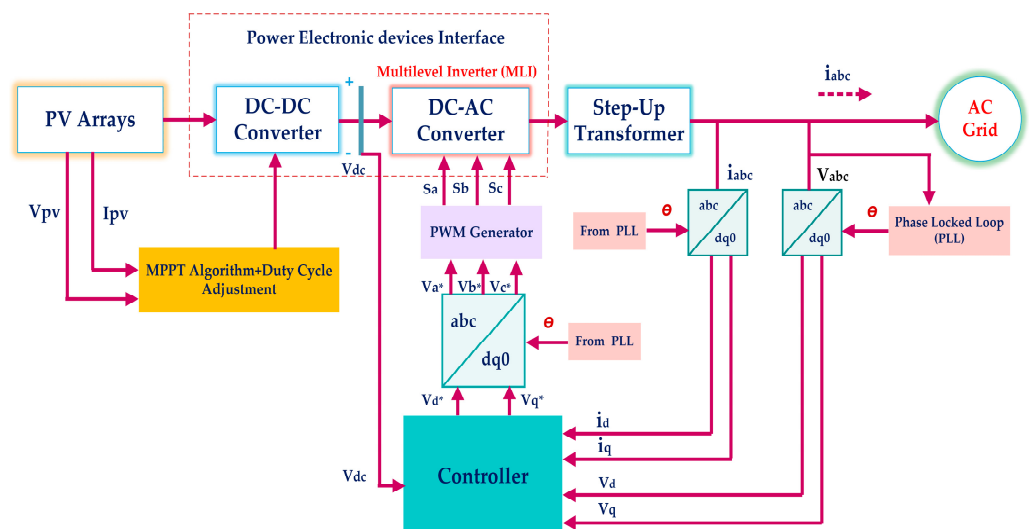 Power Electronic devices Interface
Multilevel Inverter (MLI)
PV Arrays
DC-DC
Converter
+
-
Vdc
DC-AC
Converter
Step-Up
Transformer
iabc
AC
Grid
Vpv
Ipv
MPPT Algorithm+Duty Cycle
Adjustment
Sa
Sb
Sc
PWM Generator
iabc
Vabc
abc
dq0
abc
dq0
From PLL
θ
θ
Phase Locked Loop
(PLL)
Va*
Vb*
Vc*
abc
dq0
θ
From PLL
Vd*
Vq*
Controller
Vdc
id
iq
Vd
Vq